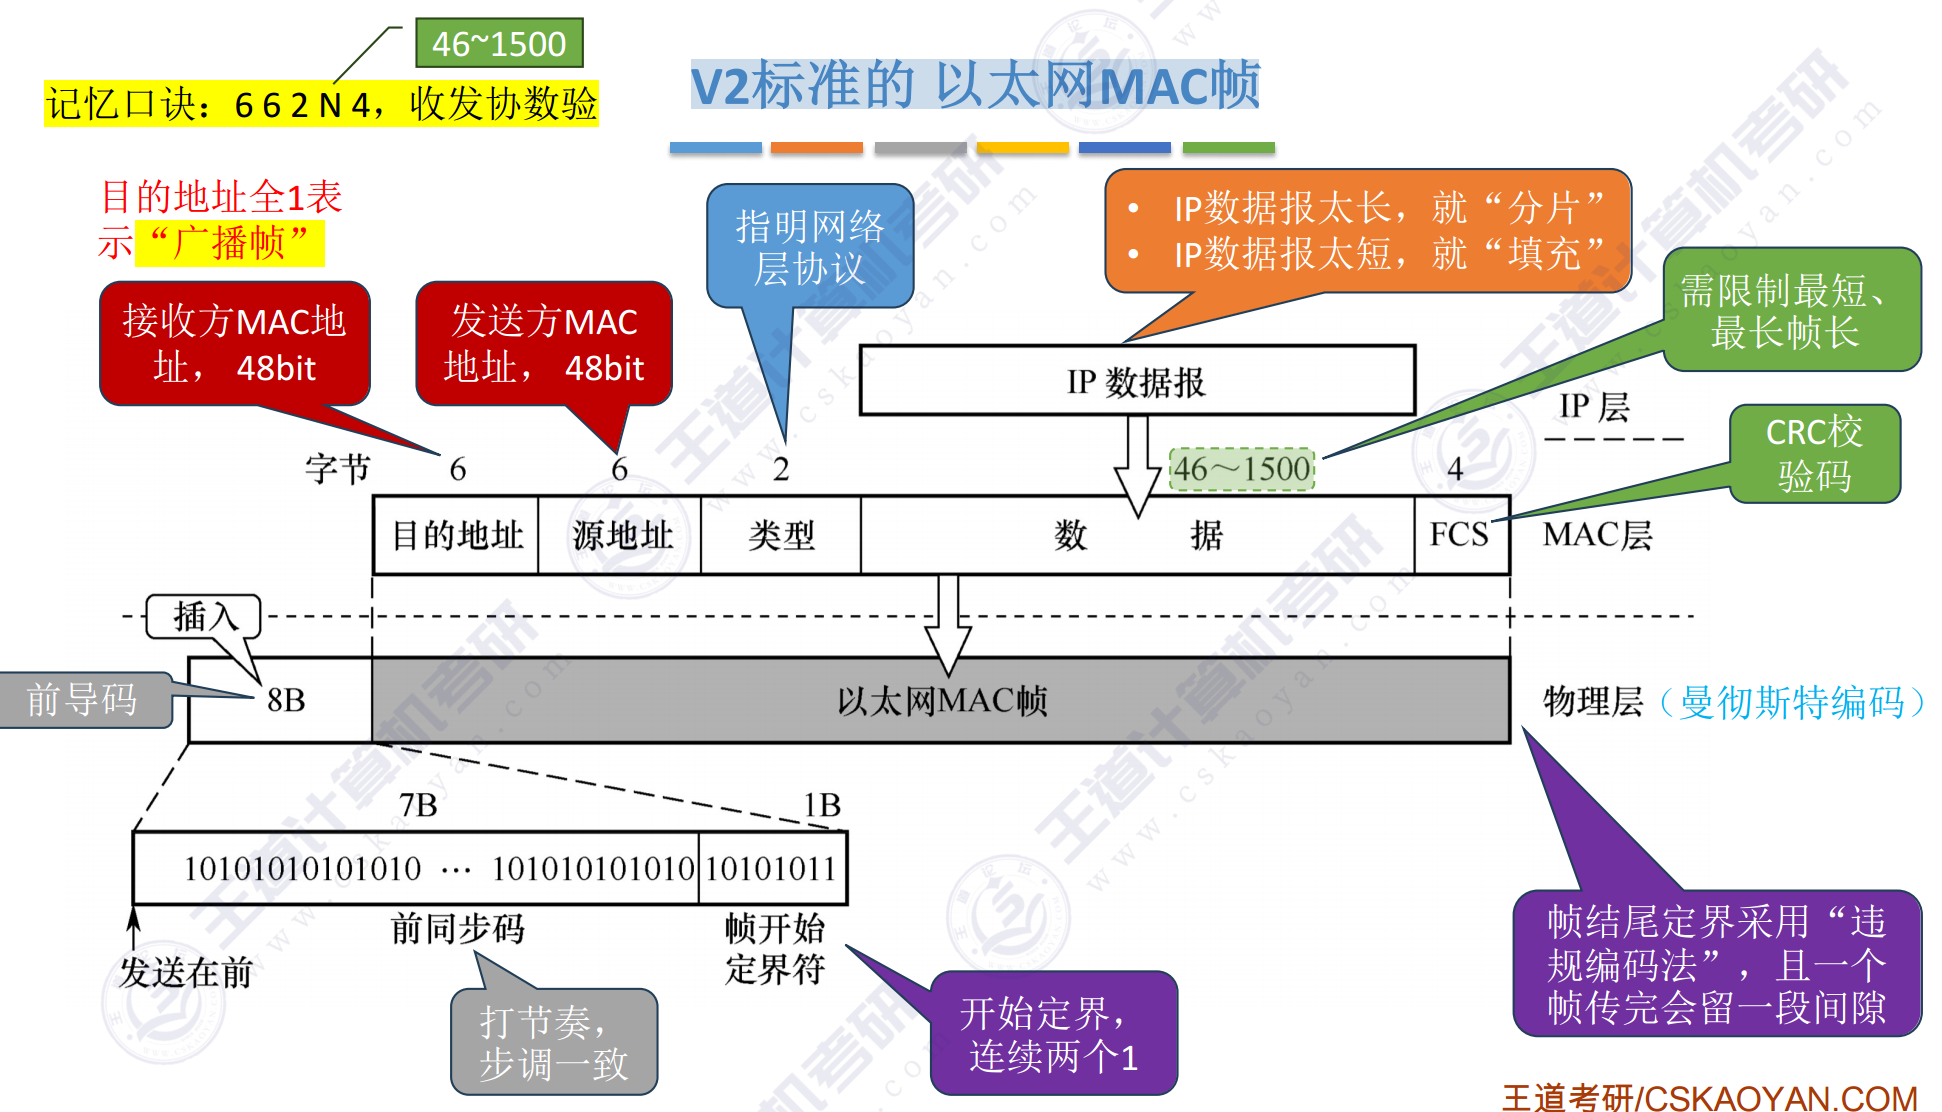 46~1500
记忆口诀：6 6 2 N 4，收发协数验
V2标准的 以太网MAC帧
目的地址全1表
示“广播帧”
接收方MAC地
址， 48bit
发送方MAC
地址， 48bit
指明网络
层协议
• IP数据报太长，就“分片”
• IP数据报太短，就“填充”
需限制最短、
最长帧长
IP 数据报
IP 层
CRC校
验码
字节 6 6 2 46～1500 4
目的地址 源地址 类型 数 据 FCS MAC层
插入
前导码
8B 以太网MAC帧 物理层（曼彻斯特编码）
7B 1B
10101010101010 ··· 101010101010 10101011
前同步码
帧开始
定界符
发送在前
打节奏，
步调一致
开始定界，
连续两个1
帧结尾定界采用“违
规编码法”，且一个
帧传完会留一段间隙
王道考研/CSKAOYAN.COM
王道计算机考研
www.cskaoyan.com